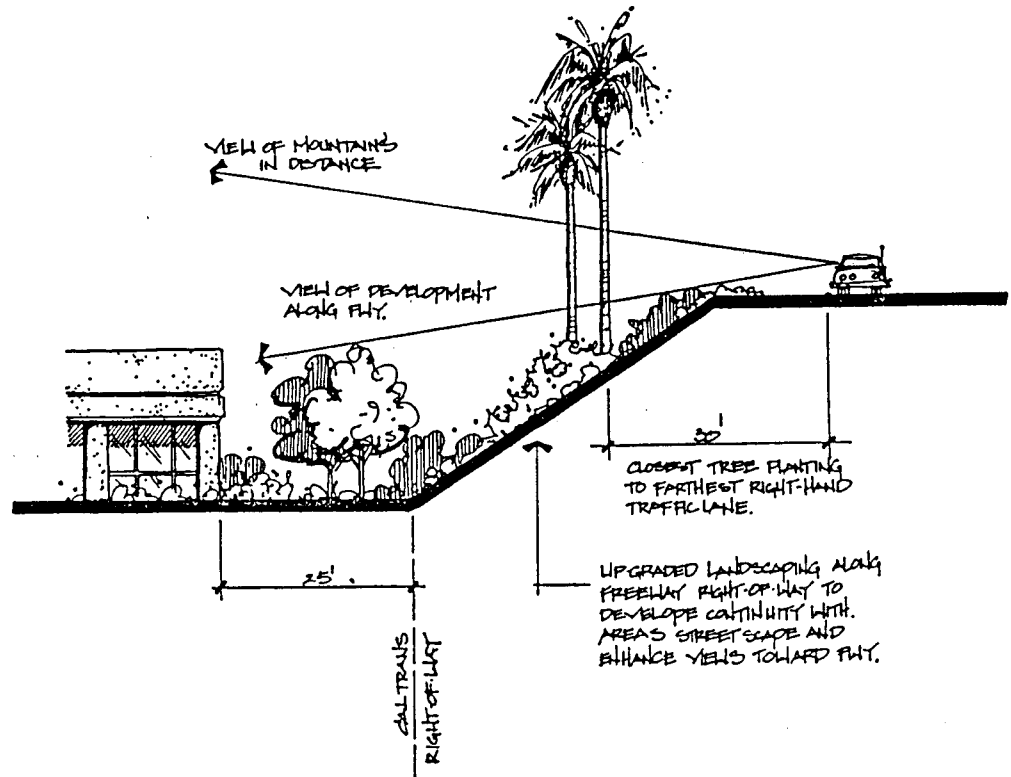 VIEW OF MOUNTAINS
IN DISTANCE
VIEW OF DEVELOPMENT
ALONG FWY.
30'
CLOSEST TREE PLANTING
TO FARTHEST RIGHT-HAND
TRAFFIC LANE.
25'.
UPGRADED LANDSCAPING ALONG
FREEWAY RIGHT-OF-WAY TO
DEVELOPE CONTINUITY WITH.
AREAS STREETSCAPE AND
ENHANCE VIEWS TOWARD FWY.
CALTRANS
RIGHT-OF-WAY